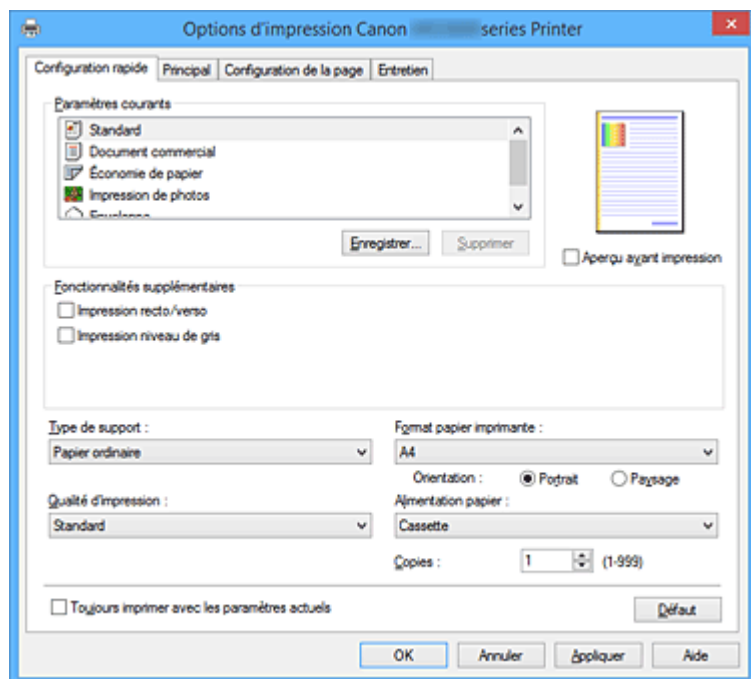 Options d'impression Canon series Printer
Configuration rapide Principal Configuration de la page Entretien
Paramètres courants
Standard
Document commercial
Économie de papier
Impression de photos
Enveloppe
Enregistrer... Supprimer
Aperçu avant impression
Fonctionnalités supplémentaires
Impression recto/verso
Impression niveau de gris
Type de support :
Papier ordinaire
Format papier imprimante :
A4
Orientation : Portrait Paysage
Qualité d'impression :
Standard
Alimentation papier :
Cassette
Copies : 1 (1-999)
Toujours imprimer avec les paramètres actuels
Défaut
OK Annuler Appliquer Aide